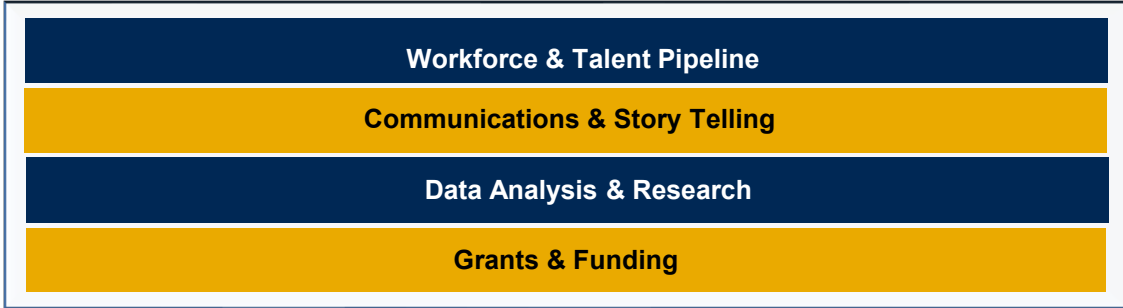 Workforce & Talent Pipeline
Communications & Story Telling
Data Analysis & Research
Grants & Funding